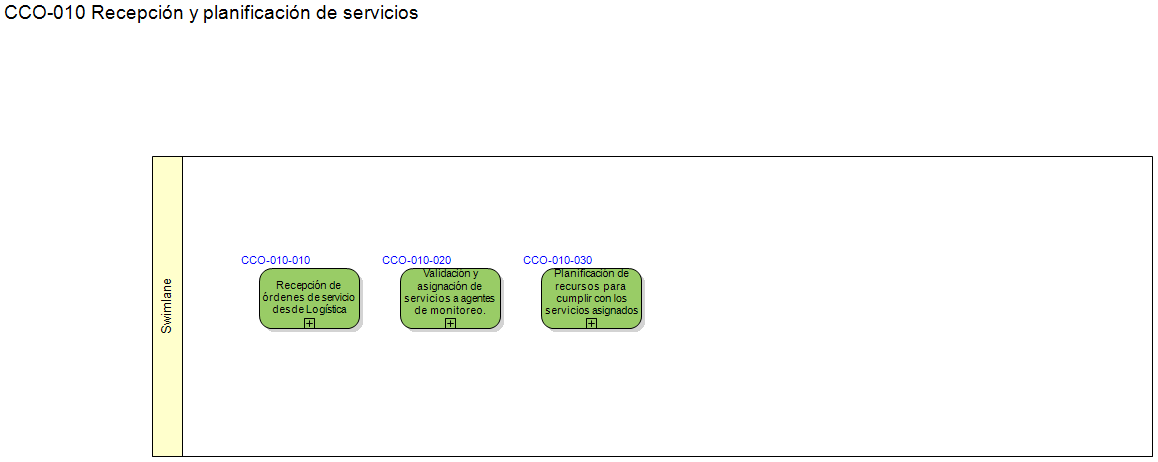 CCO-010 Recepción y planificación de servicios
Swimlane
CCO-010-010
Recepción de
órdenes de servicio
desde Logística
CCO-010-020
Validación y
asignación de
servicios a agentes
de monitoreo.
CCO-010-030
Planificación de
recursos para
cumplir con los
servicios asignados